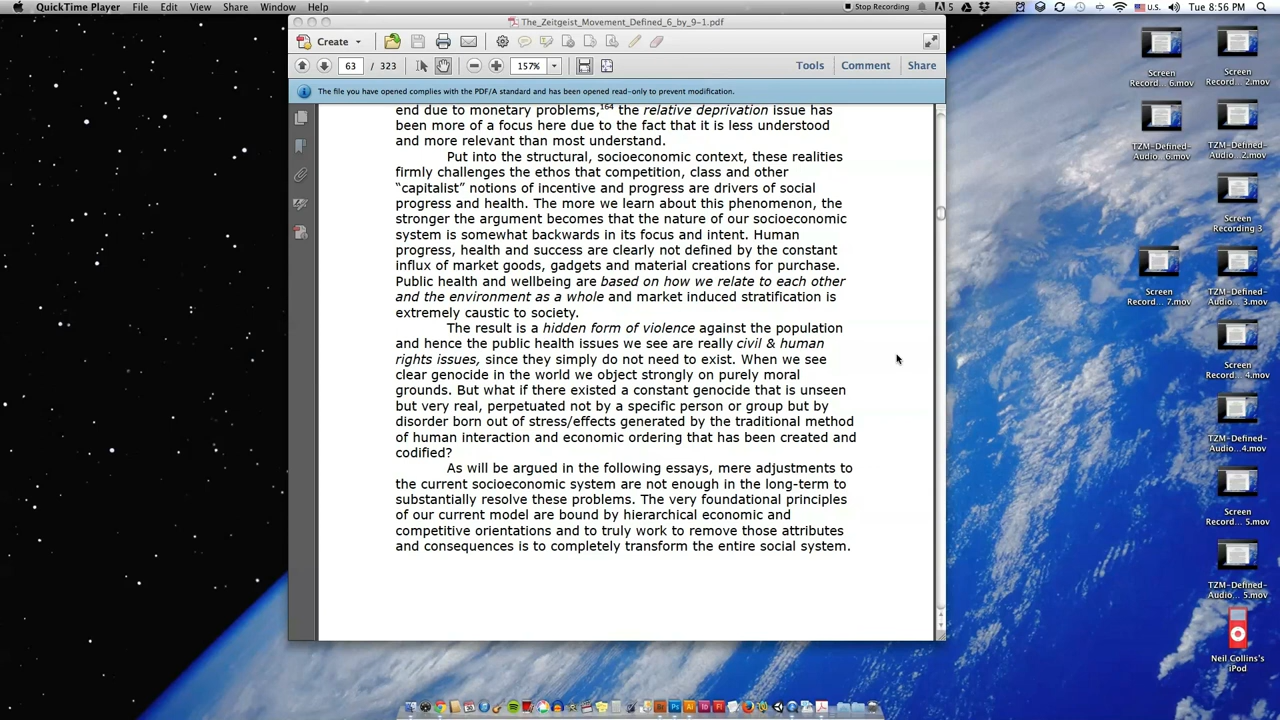 QuickTime Player File Edit View Share Window Help
Stop Recording 5 U.S. Tue 8:56 PM
The_Zeitgeist_Movement_Defined_6_by_9-1.pdf
Create
63 / 323 157% Tools Comment Share
The file you have opened complies with the PDF/A standard and has been opened read-only to prevent modification.
end due to monetary problems,164 the relative deprivation issue has
been more of a focus here due to the fact that it is less understood
and more relevant than most understand.
Put into the structural, socioeconomic context, these realities
firmly challenges the ethos that competition, class and other
“capitalist” notions of incentive and progress are drivers of social
progress and health. The more we learn about this phenomenon, the
stronger the argument becomes that the nature of our socioeconomic
system is somewhat backwards in its focus and intent. Human
progress, health and success are clearly not defined by the constant
influx of market goods, gadgets and material creations for purchase.
Public health and wellbeing are based on how we relate to each other
and the environment as a whole and market induced stratification is
extremely caustic to society.
The result is a hidden form of violence against the population
and hence the public health issues we see are really civil & human
rights issues, since they simply do not need to exist. When we see
clear genocide in the world we object strongly on purely moral
grounds. But what if there existed a constant genocide that is unseen
but very real, perpetuated not by a specific person or group but by
disorder born out of stress/effects generated by the traditional method
of human interaction and economic ordering that has been created and
codified?
As will be argued in the following essays, mere adjustments to
the current socioeconomic system are not enough in the long-term to
substantially resolve these problems. The very foundational principles
of our current model are bound by hierarchical economic and
competitive orientations and to truly work to remove those attributes
and consequences is to completely transform the entire social system.
Screen
Record... 6.mov
Screen
Record... 2.mov
TZM-Defined-
Audio... 6.mov
TZM-Defined-
Audio...2.mov
Screen
Recording 3
Screen
Record... 7.mov
TZM-Defined-
Audio... 3.mov
Screen
Record... 4.mov
TZM-Defined-
Audio...4.mov
Screen
Record... 5.mov
TZM-Defined-
Audio... 5.mov
Neil Collins's
iPod